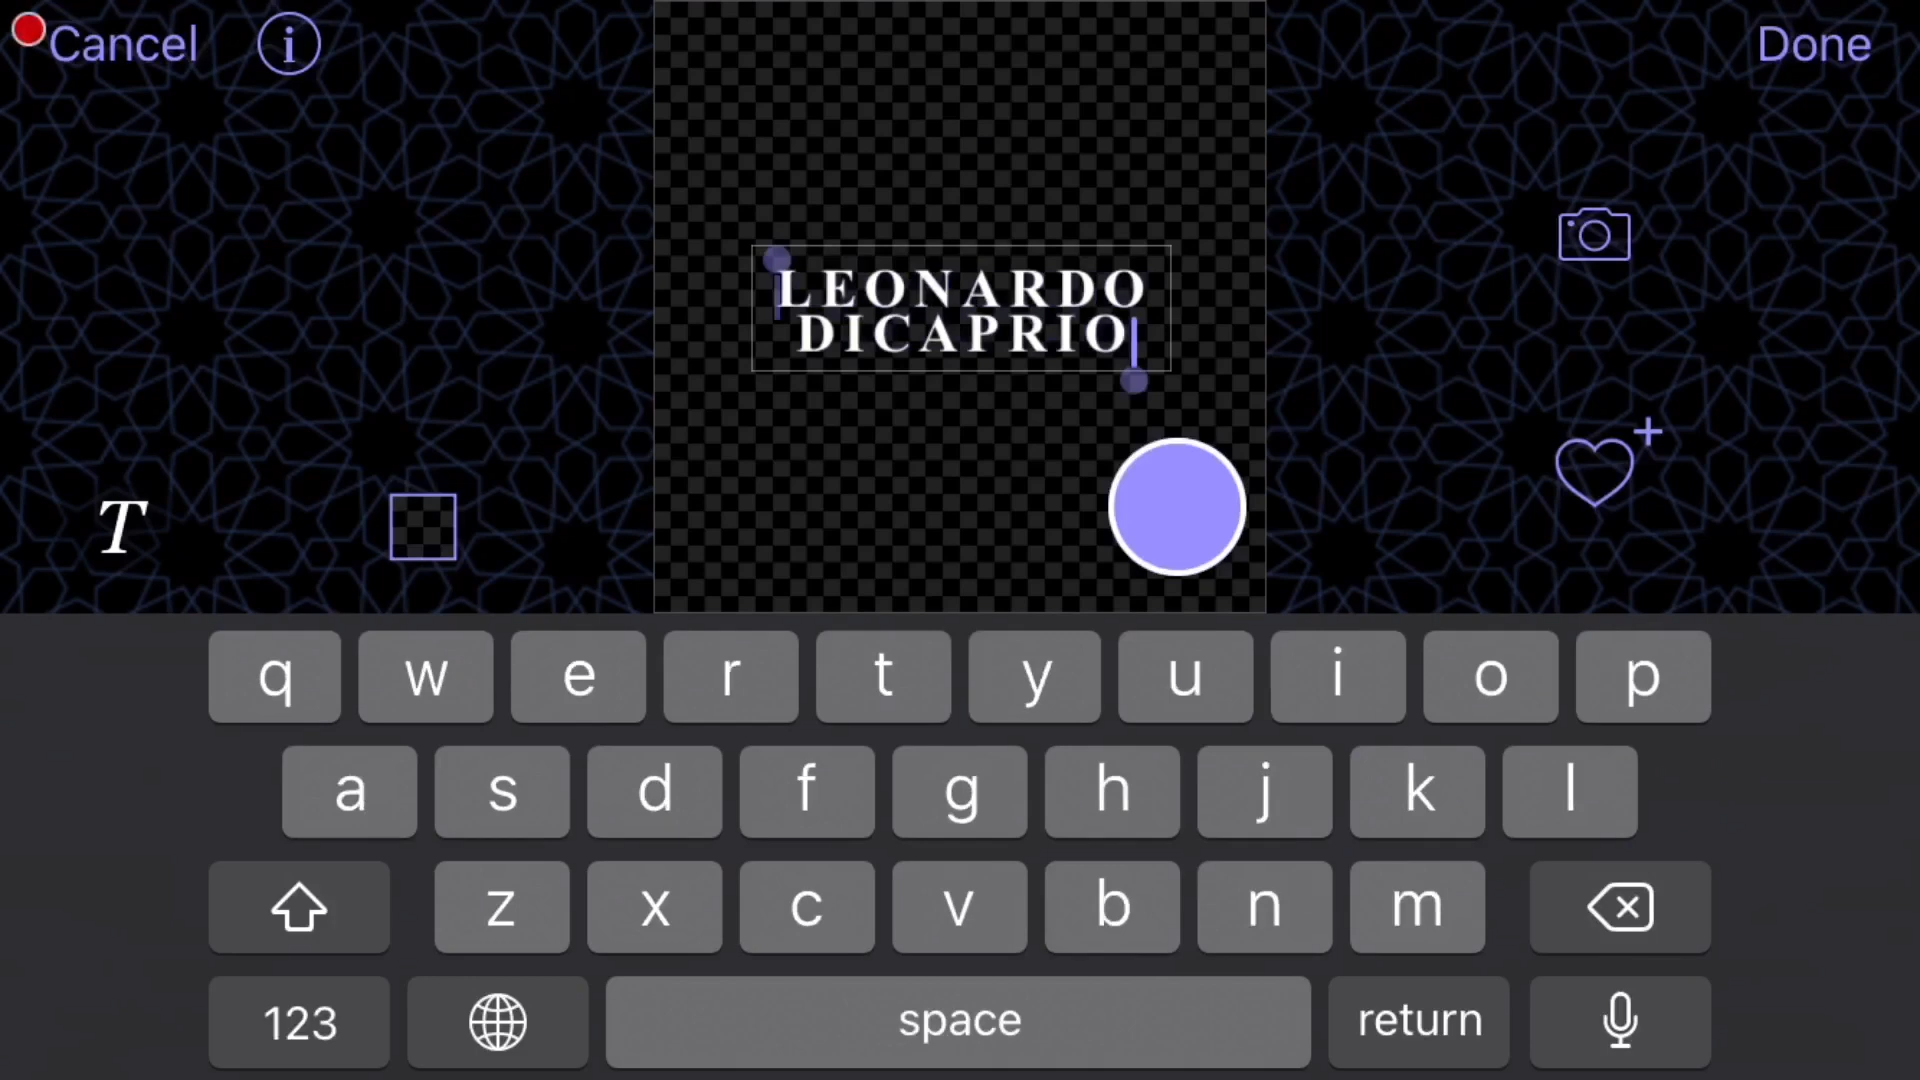 Cancel
i
Done
LEONARDO
DICAPRIO
T
q w e r t y u i o p
a s d f g h j k l
z x c v b n m
123 space return